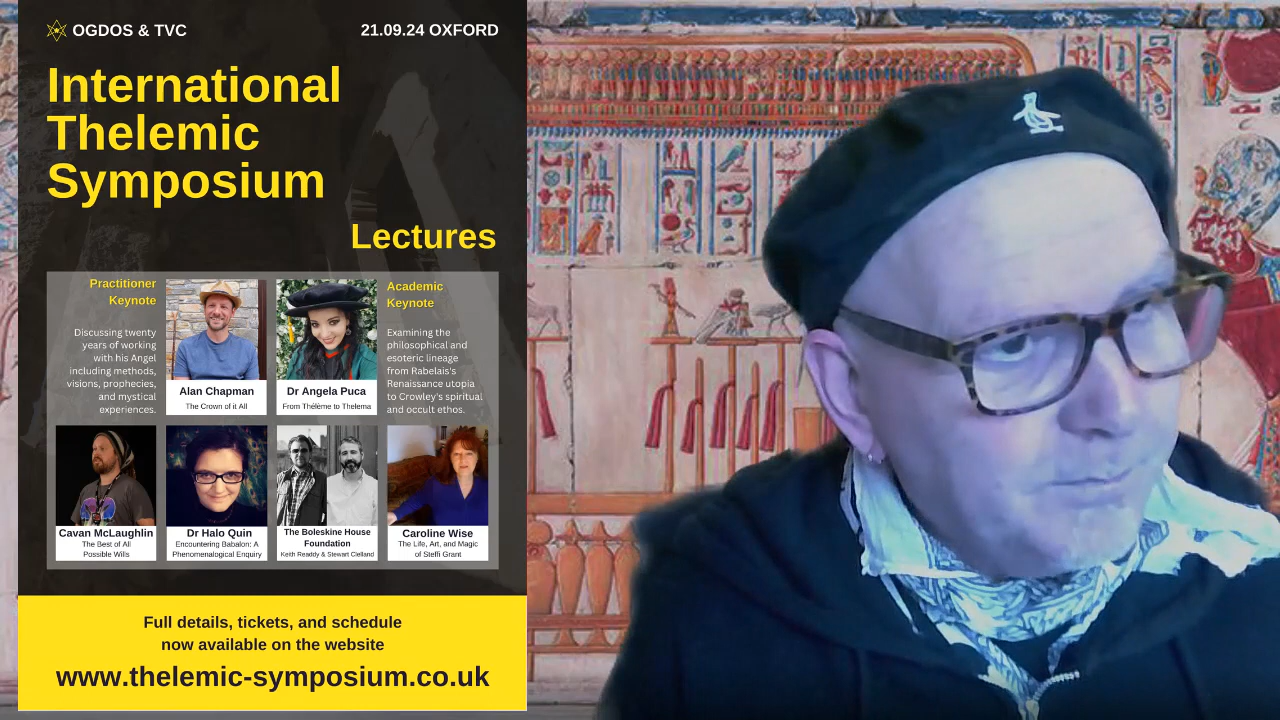 OGDOS & TVC
21.09.24 OXFORD
International
Thelemic
Symposium
Lectures
Practitioner
Keynote
Discussing twenty
years of working
with his Angel
including methods,
visions, prophecies,
and mystical
experiences.
Alan Chapman
The Crown of it All
Dr Angela Puca
From Thélème to Thelema
Academic
Keynote
Examining the
philosophical and
esoteric lineage
from Rabelais's
Renaissance utopia
to Crowley's spiritual
and occult ethos.
Cavan McLaughlin
The Best of All
Possible Wills
Dr Halo Quin
Encountering Babalon: A
Phenomenological Enquiry
The Boleskine House
Foundation
Keith Readdy & Stewart Clelland
Caroline Wise
The Life, Art, and Magic
of Steffi Grant
Full details, tickets, and schedule
now available on the website
www.thelemic-symposium.co.uk